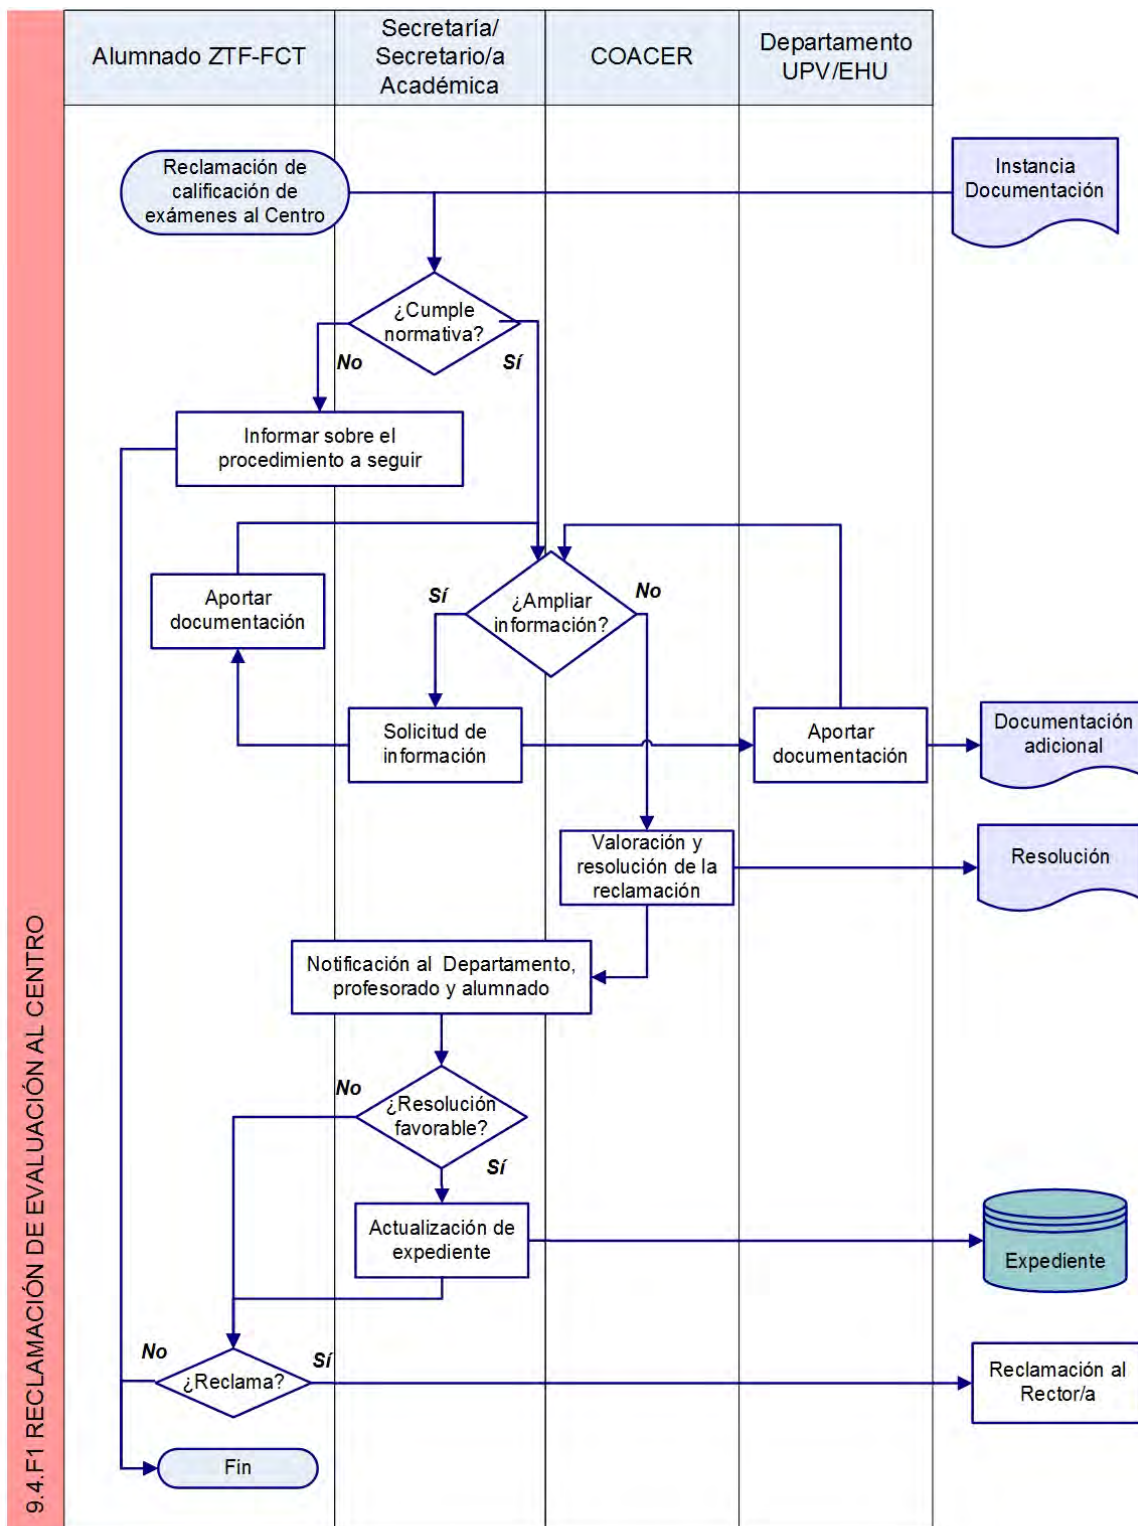 9.4.F1 RECLAMACIÓN DE EVALUACIÓN AL CENTRO
Alumnado ZTF-FCT
Secretaría/
Secretario/a
Académica
COACER
Departamento
UPV/EHU
Reclamación de
calificación de
exámenes al Centro
Instancia
Documentación
¿Cumple
normativa?
No
Sí
Informar sobre el
procedimiento a seguir
Aportar
documentación
Sí
¿Ampliar
información?
No
Solicitud de
información
Aportar
documentación
Documentación
adicional
Valoración y
resolución de la
reclamación
Resolución
Notificación al Departamento,
profesorado y alumnado
No
¿Resolución
favorable?
Sí
Actualización de
expediente
Expediente
No
¿Reclama?
Sí
Reclamación al
Rector/a
Fin